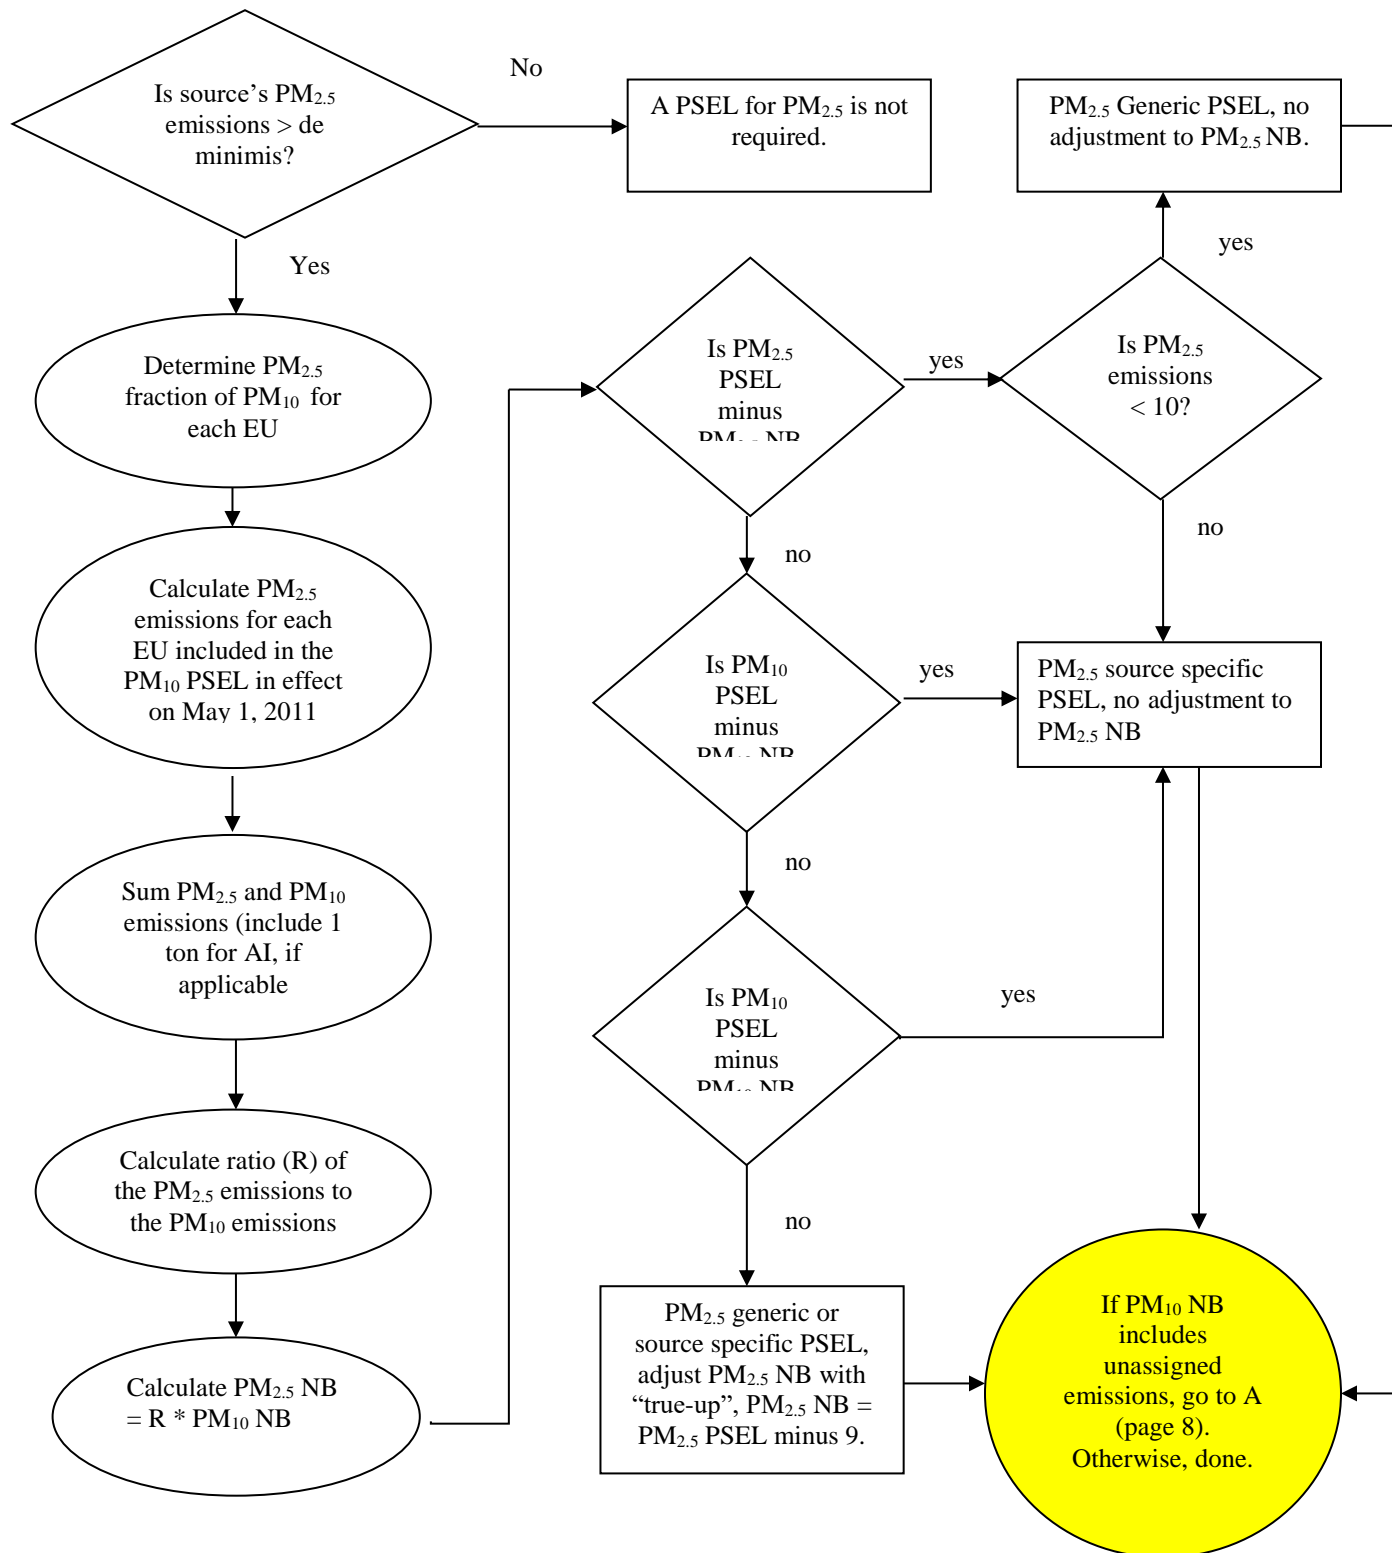 Is source’s PM2.5
emissions > de
minimis?
No
A PSEL for PM2.5 is not
required.
Yes
Determine PM2.5
fraction of PM10 for
each EU
Calculate PM2.5
emissions for each
EU included in the
PM10 PSEL in effect
on May 1, 2011
Sum PM2.5 and PM10
emissions (include 1
ton for AI, if
applicable
Calculate ratio (R) of
the PM2.5 emissions to
the PM10 emissions
Calculate PM2.5 NB
= R * PM10 NB
Is PM2.5
PSEL
minus
NB
yes
Is PM2.5
emissions
< 10?
yes
PM2.5 Generic PSEL, no
adjustment to PM2.5 NB.
no
no
Is PM10
PSEL
minus
NB
yes
PM2.5 source specific
PSEL, no adjustment to
PM2.5 NB
no
Is PM10
PSEL
minus
PM10 NB
yes
no
PM2.5 generic or
source specific PSEL,
adjust PM2.5 NB with
“true-up”, PM2.5 NB =
PM2.5 PSEL minus 9.
If PM10 NB
includes
unassigned
emissions, go to A
(page 8).
Otherwise, done.